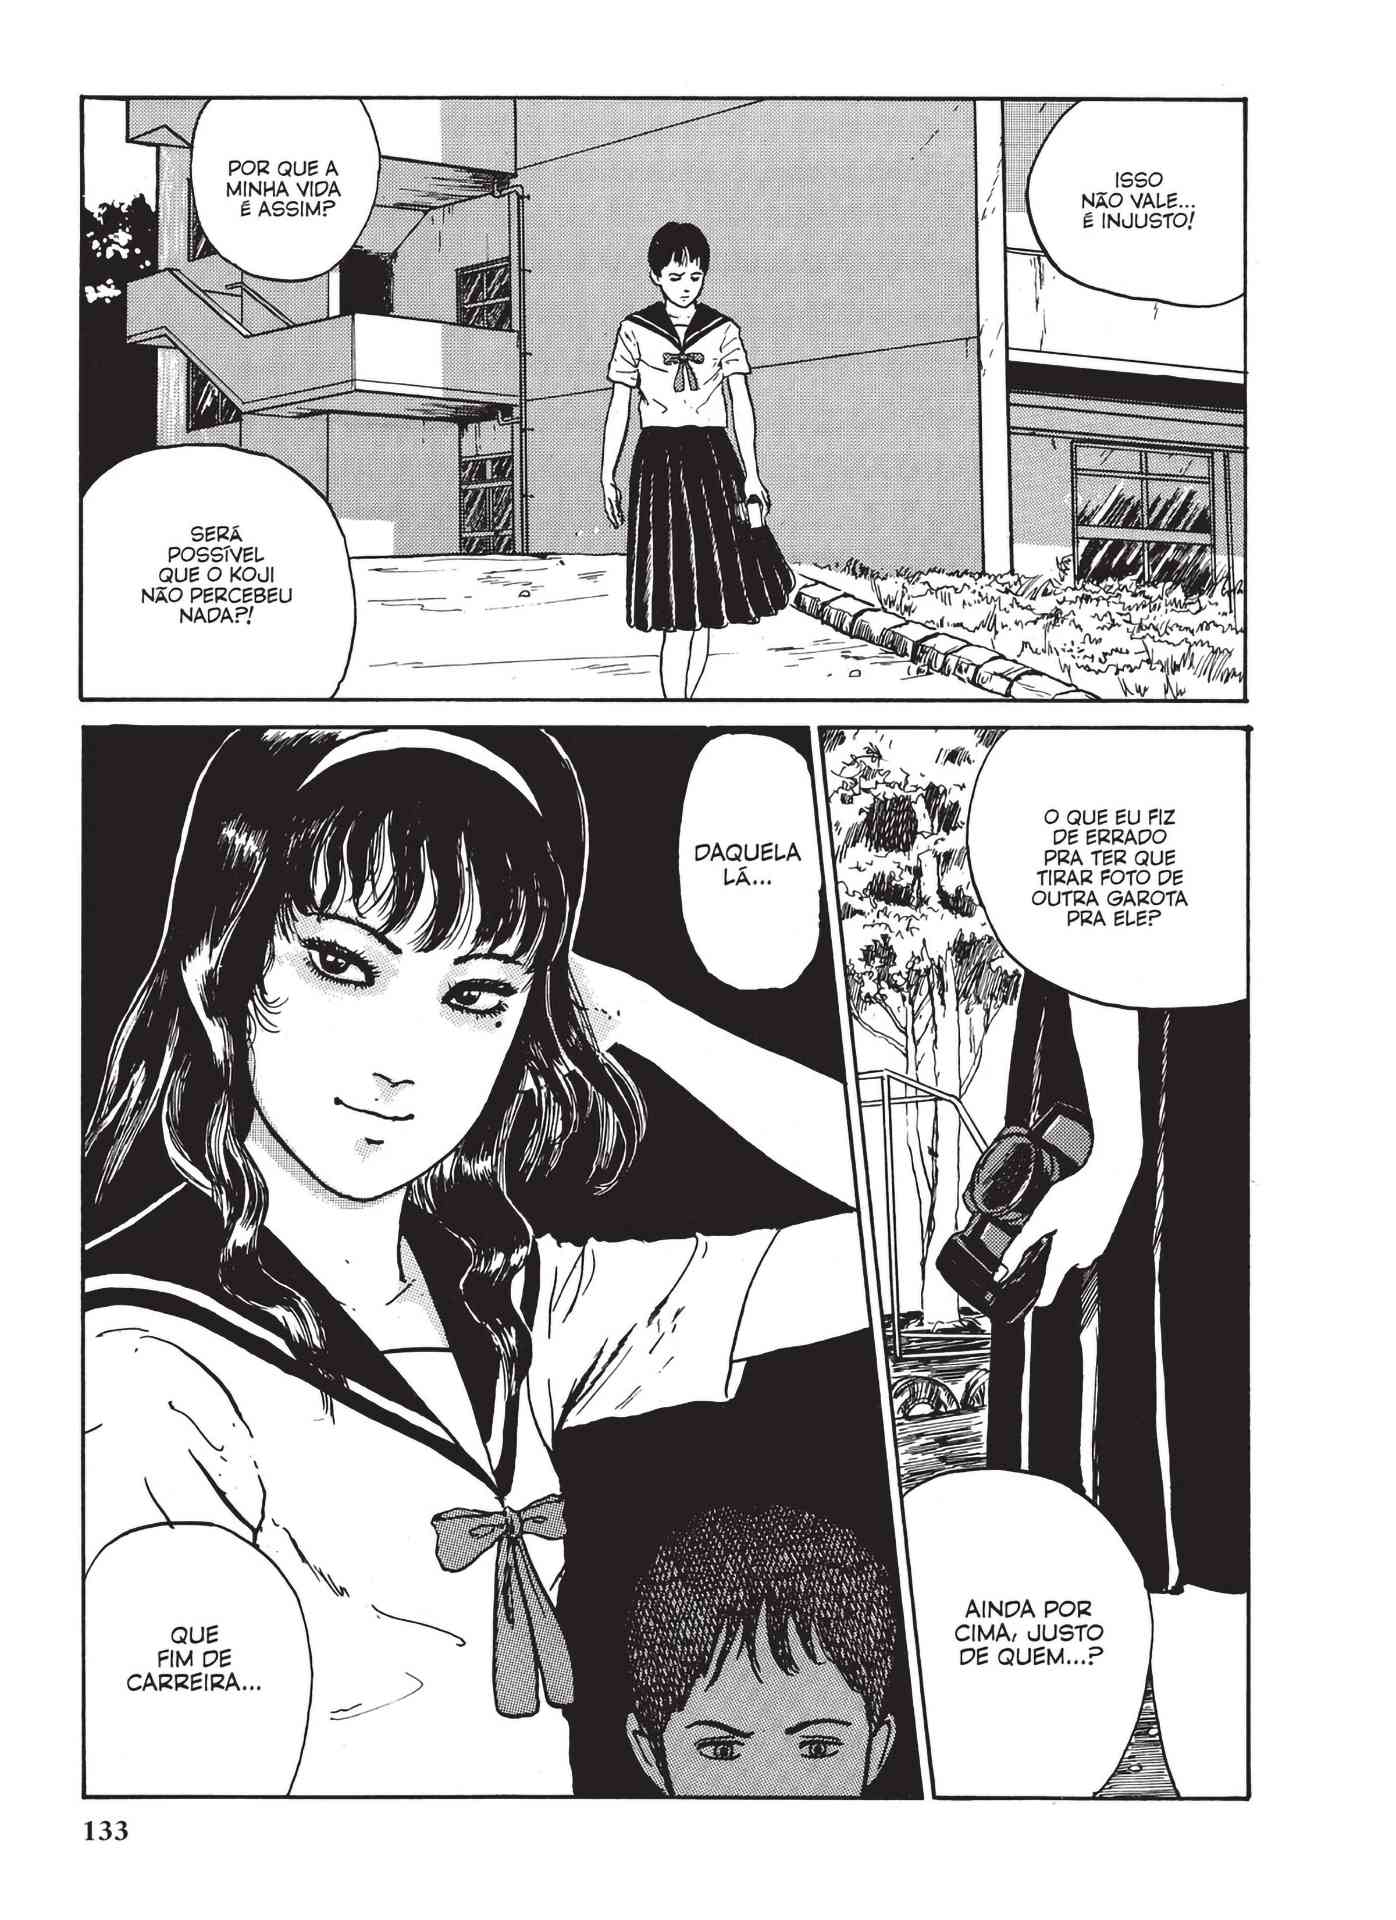 ISSO
NÃO VALE...
É INJUSTO!
POR QUE A
MINHA VIDA
É ASSIM?
SERÁ
POSSÍVEL
QUE O KOJI
NÃO PERCEBEU
NADA?!
O QUE EU FIZ
DE ERRADO
PRA TER QUE
TIRAR FOTO DE
OUTRA GAROTA
PRA ELE?
AINDA POR
CIMA, JUSTO
DE QUEM...?
DAQUELA
LÁ...
QUE
FIM DE
CARREIRA...
133